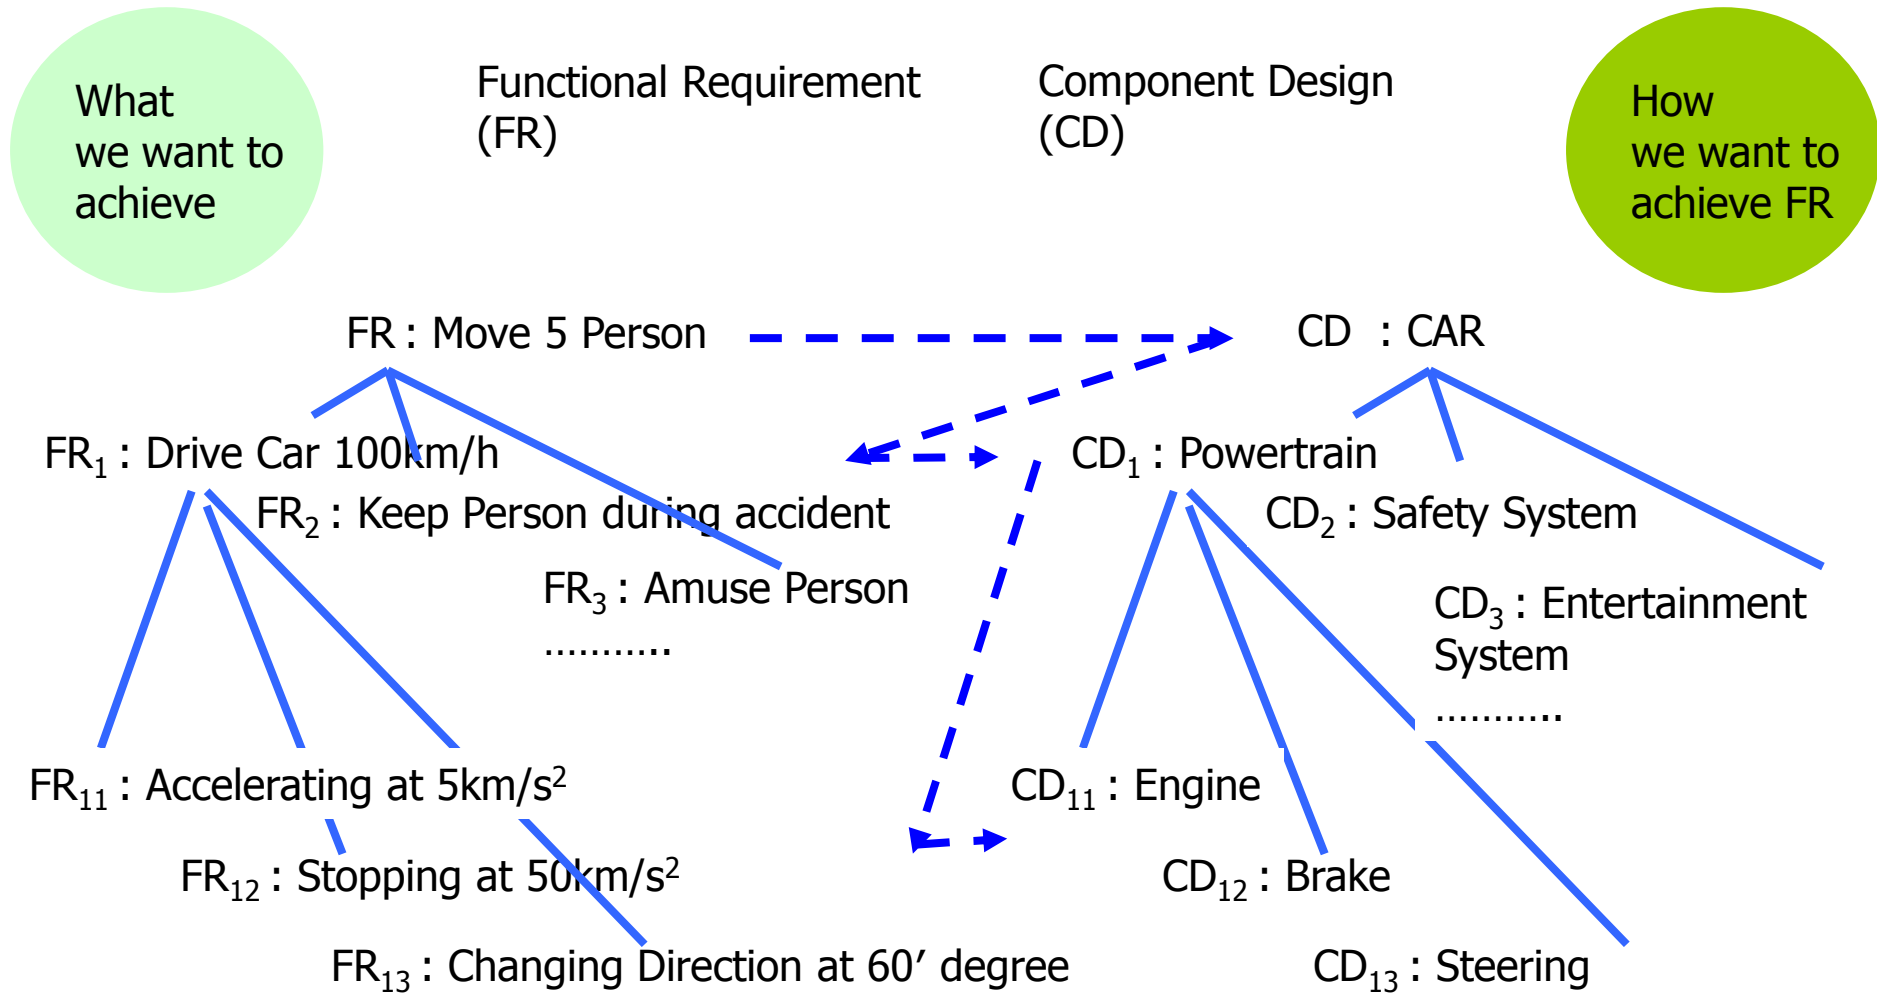 What
we want to
achieve
Functional Requirement
(FR)
Component Design
(CD)
How
we want to
achieve FR
FR : Move 5 Person
CD : CAR
FR₁ : Drive Car 100km/h
CD₁ : Powertrain
FR₂ : Keep Person during accident
CD₂ : Safety System
FR₃ : Amuse Person
………..
CD₃ : Entertainment
System
………..
FR₁₁ : Accelerating at 5km/s²
CD₁₁ : Engine
FR₁₂ : Stopping at 50km/s²
CD₁₂ : Brake
FR₁₃ : Changing Direction at 60′ degree
CD₁₃ : Steering